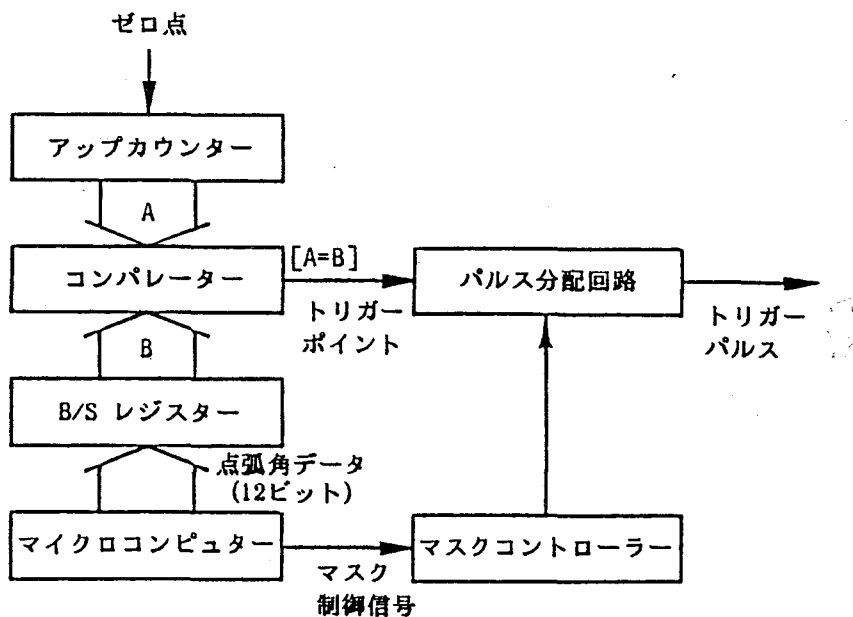 ゼロ点
アップカウンター
A
コンパレーター
[A=B]
トリガー
ポイント
パルス分配回路
トリガー
パルス
B
B/S レジスター
点弧角データ
(12ビット)
マイクロコンピュター
マスク
制御信号
マスクコントローラー